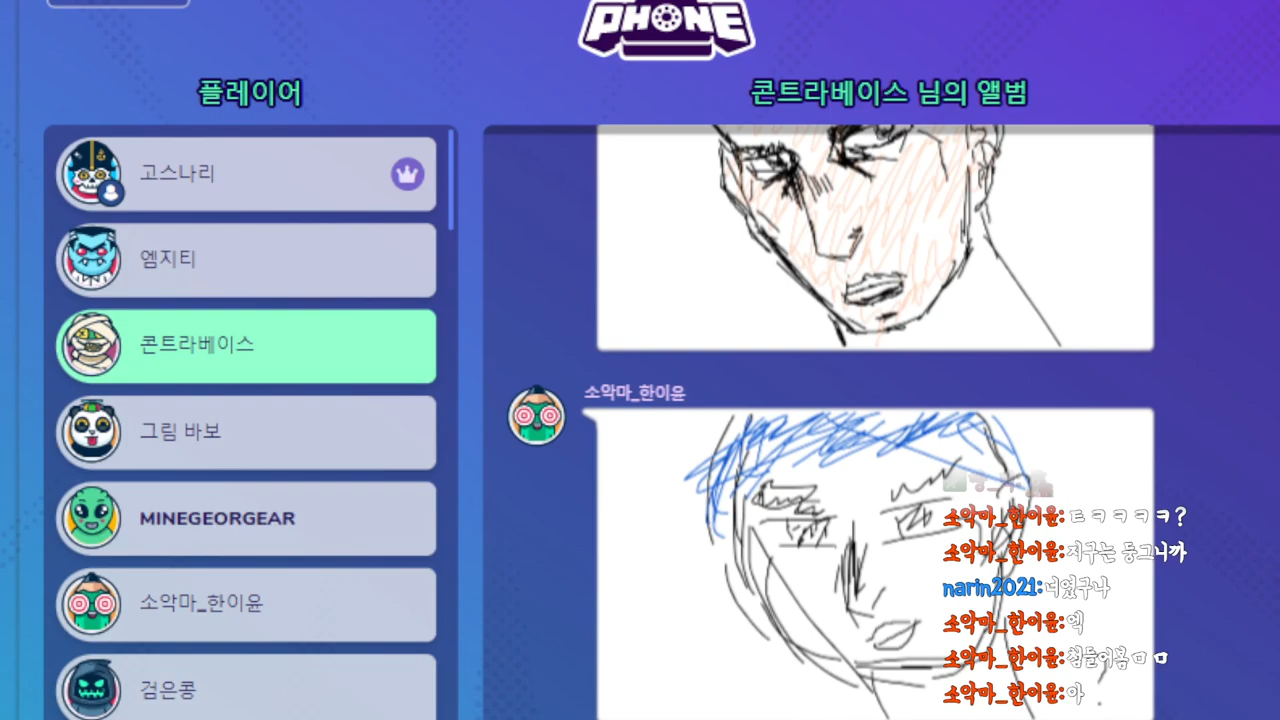 PHONE
플레이어
콘트라베이스 님의 앨범
고스나리
엠지티
콘트라베이스
그림 바보
MINEGEORGEAR
소악마_한이윤
검은콩
소악마_한이윤
소악마_한이윤:ㅌㅋㅋㅋㅋ?
소악마_한이윤:지구는 둥그니까
narin2021:너였구나
소악마_한이윤:엑
소악마_한이윤:힘들어봄ㅁㅁ
소악마_한이윤:아